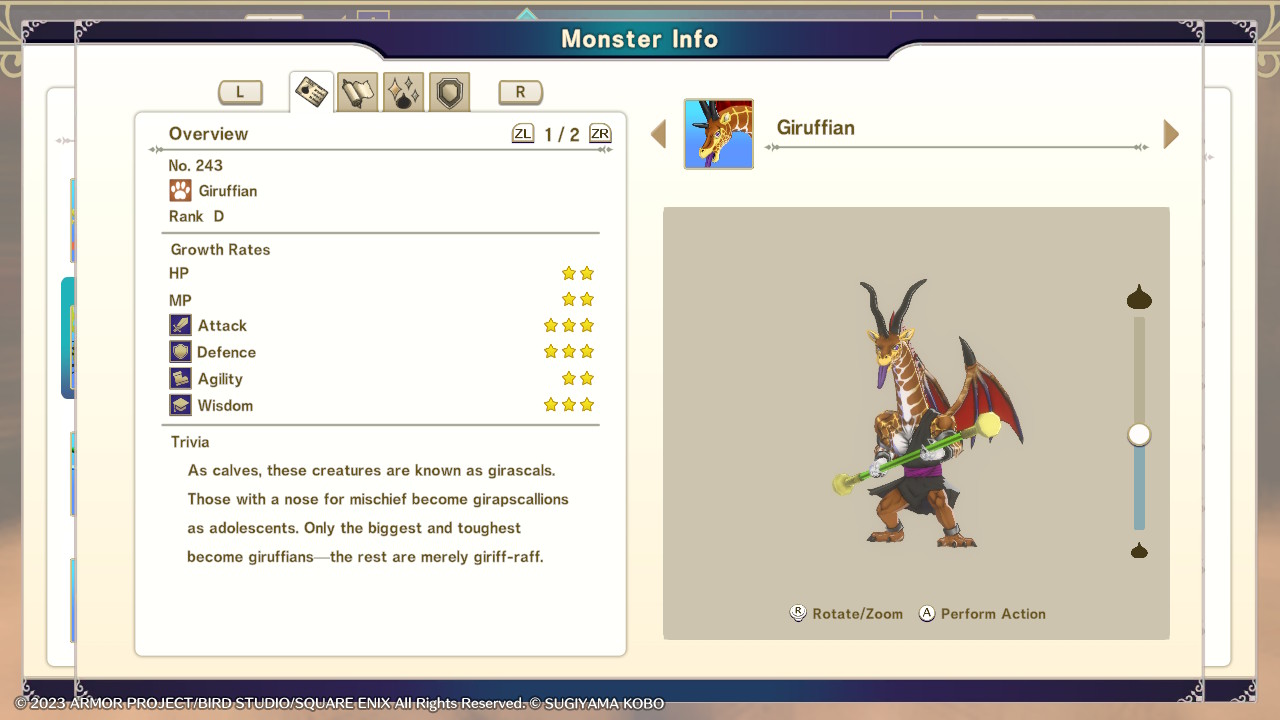 Monster Info
L
R
Overview
ZL 1 / 2 ZR
No. 243
Giruffian
Rank D
Growth Rates
HP
MP
Attack
Defence
Agility
Wisdom
Trivia
As calves, these creatures are known as girascals.
Those with a nose for mischief become girapscallions
as adolescents. Only the biggest and toughest
become giruffians—the rest are merely giriff-raff.
Giruffian
R Rotate/Zoom A Perform Action
© 2023 ARMOR PROJECT/BIRD STUDIO/SQUARE ENIX All Rights Reserved. © SUGIYAMA KOBO